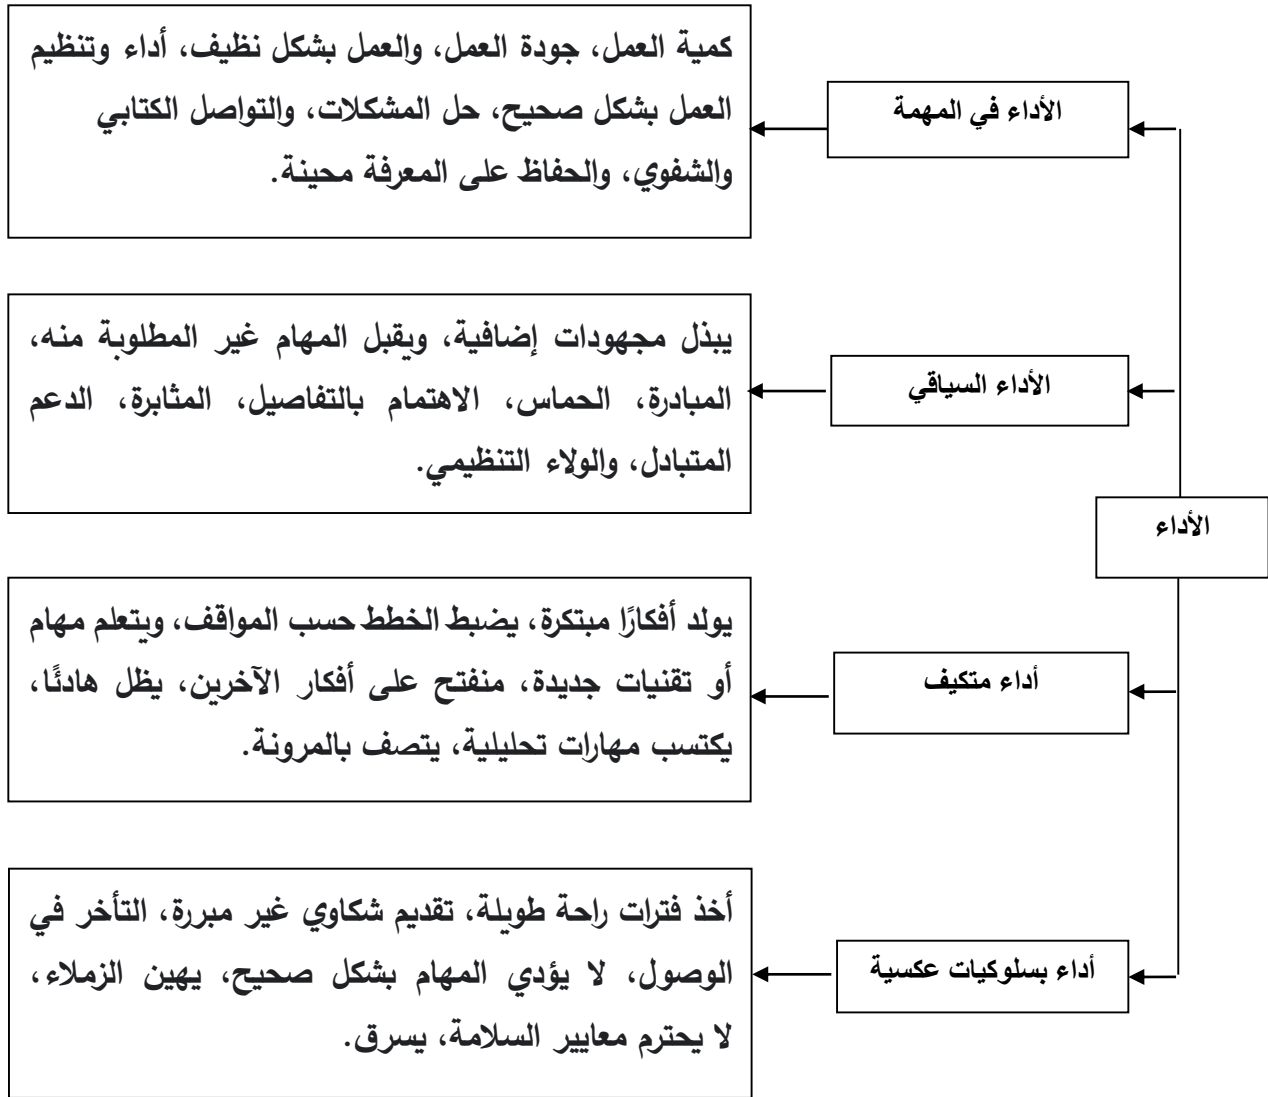 الأداء
الأداء في المهمة
كمية العمل، جودة العمل، والعمل بشكل نظيف، أداء وتنظيم
العمل بشكل صحيح، حل المشكلات، والتواصل الكتابي
والشفوي، والحفاظ على المعرفة محينة.
الأداء السياقي
يبذل مجهودات إضافية، ويقبل المهام غير المطلوبة منه،
المبادرة، الحماس، الاهتمام بالتفاصيل، المثابرة، الدعم
المتبادل، والولاء التنظيمي.
أداء متكيف
يولد أفكارًا مبتكرة، يضبط الخطط حسب المواقف، ويتعلم مهام
أو تقنيات جديدة، منفتح على أفكار الآخرين، يظل هادئًا،
يكتسب مهارات تحليلية، يتصف بالمرونة.
أداء بسلوكيات عكسية
أخذ فترات راحة طويلة، تقديم شكاوي غير مبررة، التأخر في
الوصول، لا يؤدي المهام بشكل صحيح، يهين الزملاء،
لا يحترم معايير السلامة، يسرق.